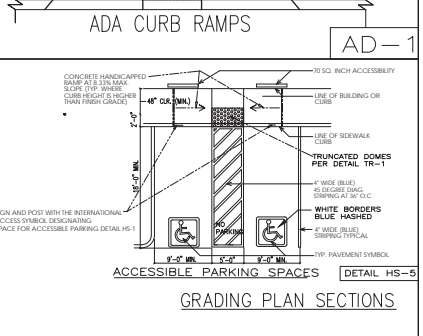 ADA CURB RAMPS
AD-1
CONCRETE HANDICAPPED
RAMP AT 8.33% MAX.
SLOPE (TYP. WHERE
CURB HEIGHT IS HIGHER
THAN FINISH GRADE)
70 SQ. INCH ACCESSIBILITY
48" CLR. (MIN.)
LINE OF BUILDING OR
CURB
2'-0"
LINE OF SIDEWALK
CURB
TRUNCATED DOMES
PER DETAIL TR-1
18'-0" MIN.
4" WIDE (BLUE)
45 DEGREE DIAG.
STRIPING AT 36" O.C
GN AND POST WITH THE INTERNATIONAL
CCESS SYMBOL DESIGNATING
PACE FOR ACCESSIBLE PARKING DETAIL HS-1
WHITE BORDERS
BLUE HASHED
NO
PARKING
4" WIDE (BLUE)
STRIPING TYPICAL
TYP. PAVEMENT SYMBOL
9'-0" MIN.
5'-0"
9'-0" MIN.
ACCESSIBLE PARKING SPACES
DETAIL HS-5
GRADING PLAN SECTIONS